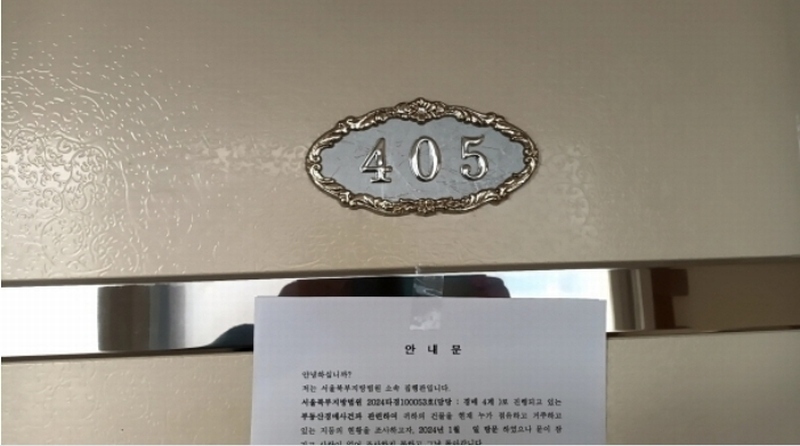 405
안 내 문
안녕하십니까?
저는 서울북부지방법원 소속 집행관입니다.
서울북부지방법원 2024타경100053호(담당 : 경매 4계 )로 진행되고 있는
부동산경매사건과 관련하여 귀하의 건물을 현재 누가 점유하고 거주하고
있는 지등의 현황을 조사하고자, 2024년 1월 일 방문 하였으나 문이 잠